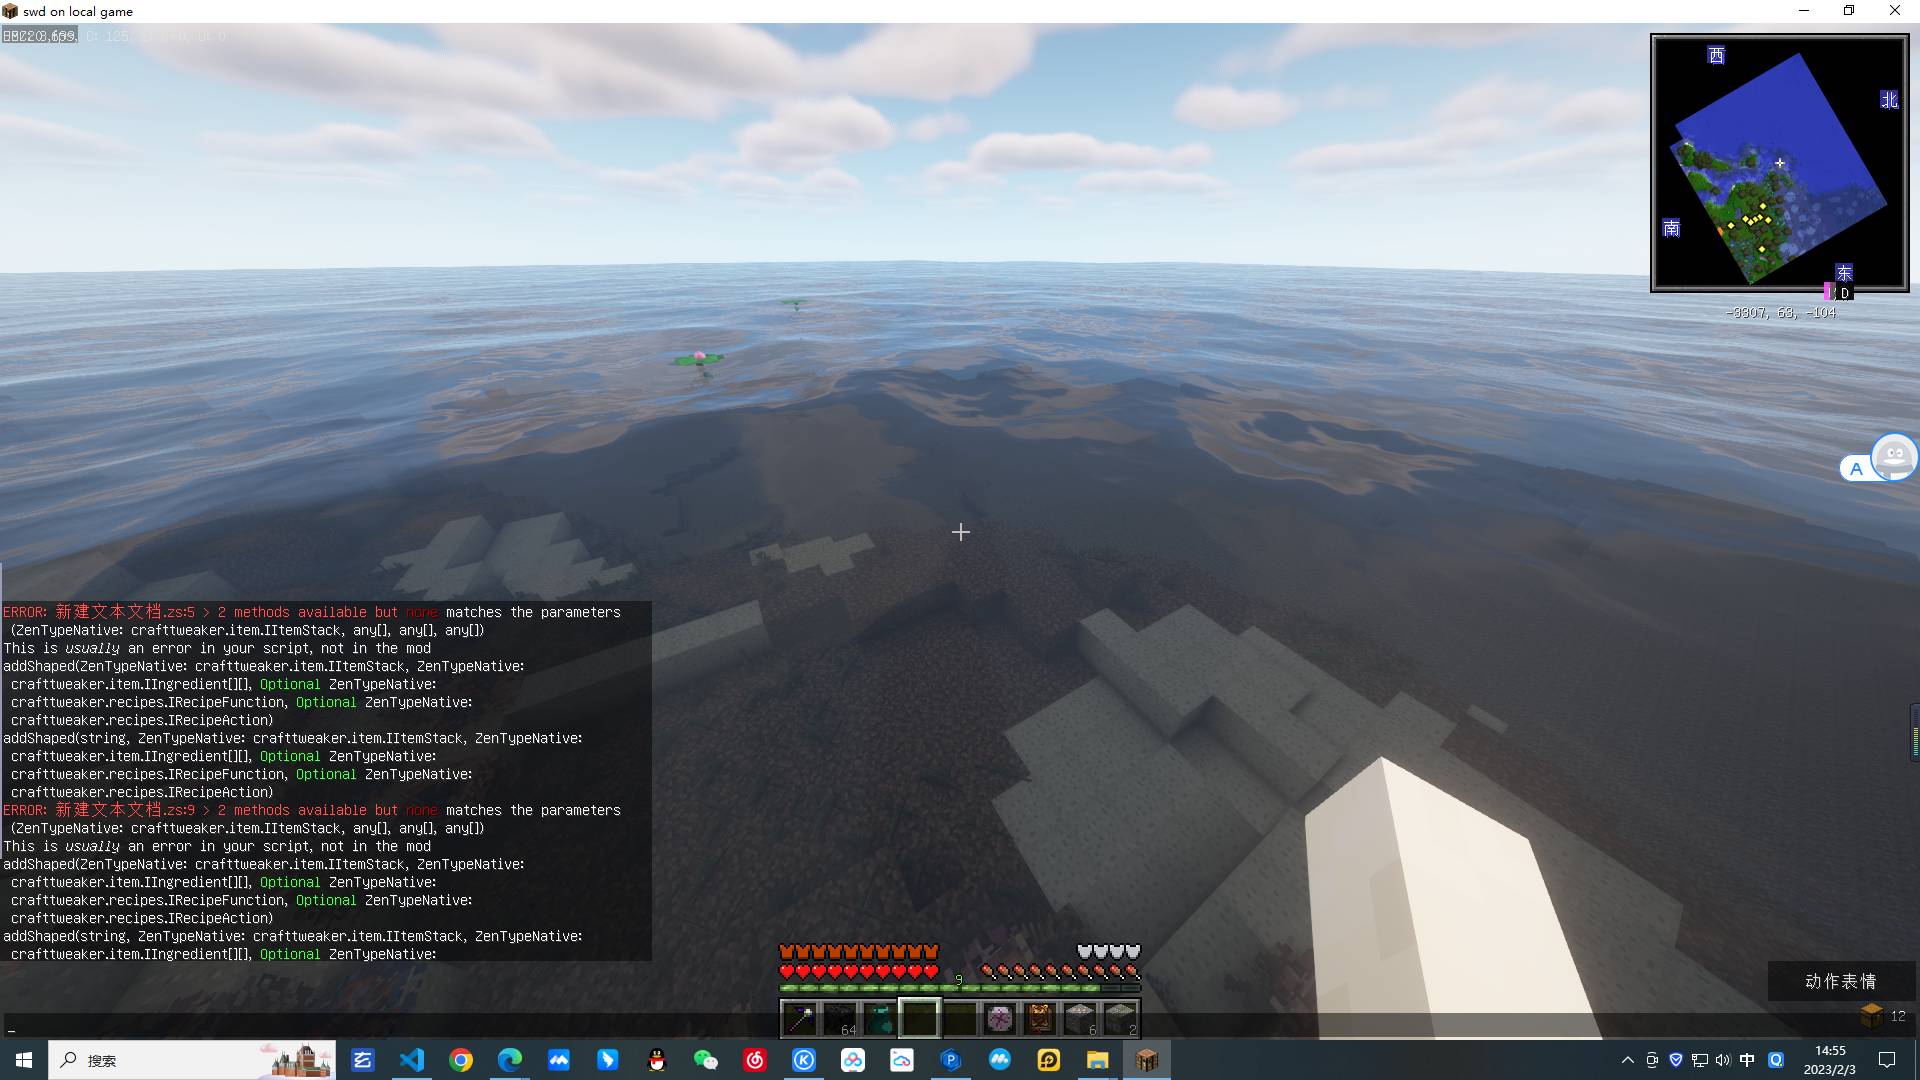 swd on local game
西
北
南
东
D
-3307, 63, -104
A
ERROR: 新建文本文档.zs:5 > 2 methods available but none matches the parameters
(ZenTypeNative: crafttweaker.item.IItemStack, any[], any[], any[])
This is usually an error in your script, not in the mod
addShaped(ZenTypeNative: crafttweaker.item.IItemStack, ZenTypeNative:
crafttweaker.item.IIngredient[][], Optional ZenTypeNative:
crafttweaker.recipes.IRecipeFunction, Optional ZenTypeNative:
crafttweaker.recipes.IRecipeAction)
addShaped(string, ZenTypeNative: crafttweaker.item.IItemStack, ZenTypeNative:
crafttweaker.item.IIngredient[][], Optional ZenTypeNative:
crafttweaker.recipes.IRecipeFunction, Optional ZenTypeNative:
crafttweaker.recipes.IRecipeAction)
ERROR: 新建文本文档.zs:9 > 2 methods available but none matches the parameters
(ZenTypeNative: crafttweaker.item.IItemStack, any[], any[], any[])
This is usually an error in your script, not in the mod
addShaped(ZenTypeNative: crafttweaker.item.IItemStack, ZenTypeNative:
crafttweaker.item.IIngredient[][], Optional ZenTypeNative:
crafttweaker.recipes.IRecipeFunction, Optional ZenTypeNative:
crafttweaker.recipes.IRecipeAction)
addShaped(string, ZenTypeNative: crafttweaker.item.IItemStack, ZenTypeNative:
crafttweaker.item.IIngredient[][], Optional ZenTypeNative:
9
动作表情
64
6
2
12
_
搜索
中
14:55
2023/2/3